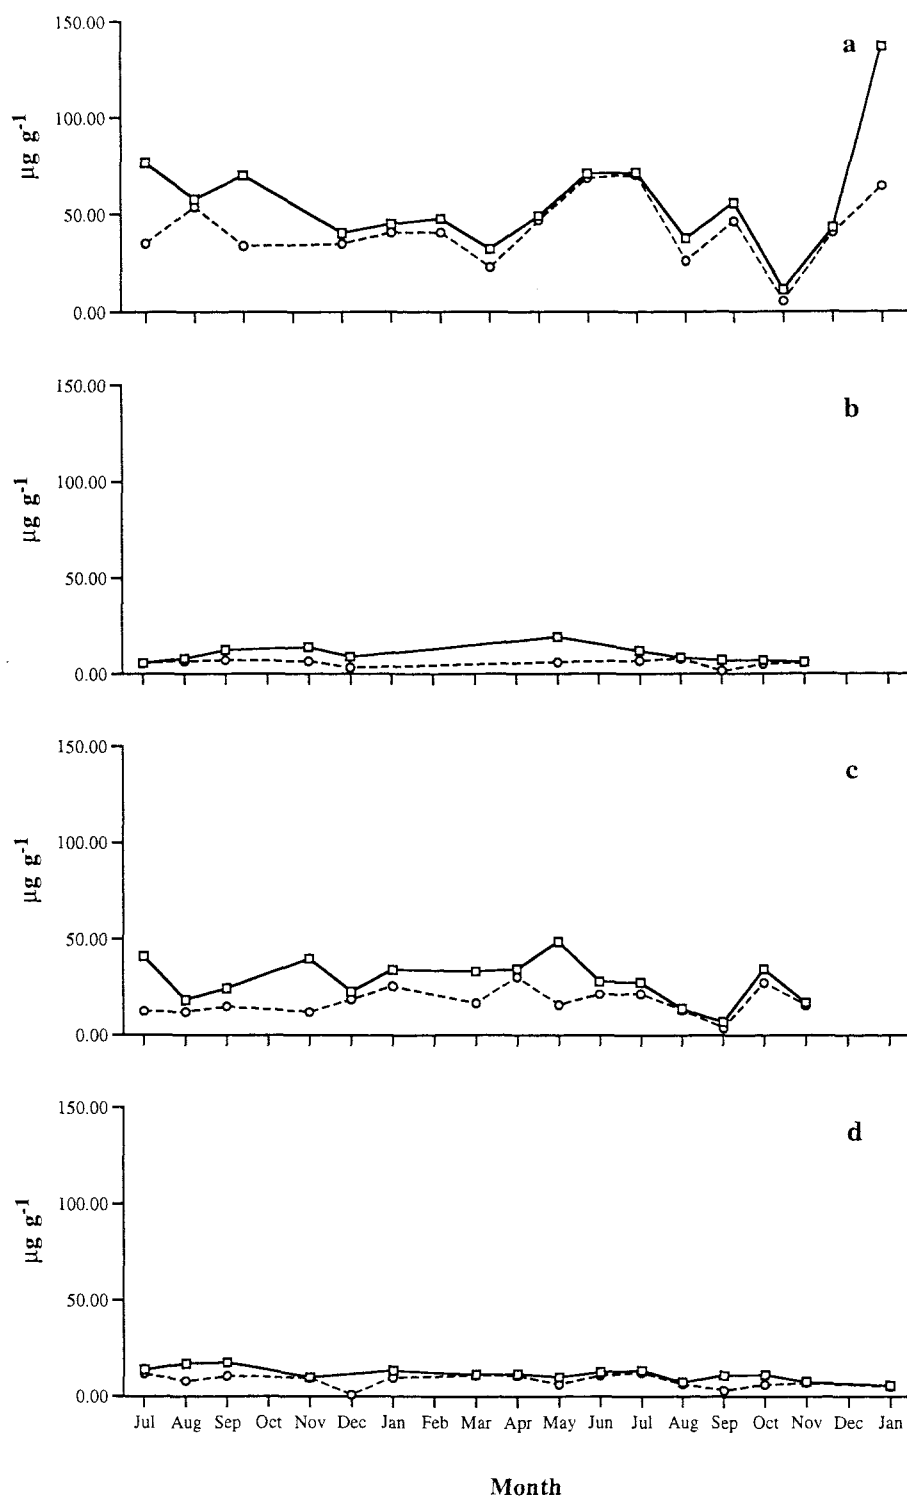 150.00
a
100.00
µg g-1
50.00
0.00
150.00
b
100.00
µg g-1
50.00
0.00
150.00
c
100.00
µg g-1
50.00
0.00
150.00
d
100.00
µg g-1
50.00
0.00
Jul Aug Sep Oct Nov Dec Jan Feb Mar Apr May Jun Jul Aug Sep Oct Nov Dec Jan
Month